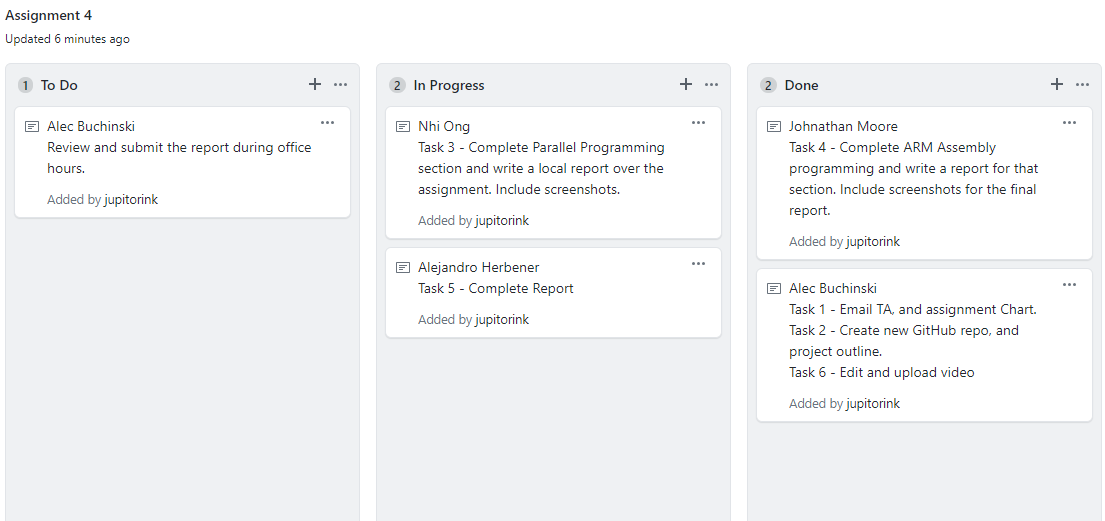 Assignment 4
Updated 6 minutes ago
1 To Do
Alec Buchinski
Review and submit the report during office
hours.
Added by jupitorink
2 In Progress
Nhi Ong
Task 3 - Complete Parallel Programming
section and write a local report over the
assignment. Include screenshots.
Added by jupitorink
Alejandro Herbener
Task 5 - Complete Report
Added by jupitorink
2 Done
Johnathan Moore
Task 4 - Complete ARM Assembly
programming and write a report for that
section. Include screenshots for the final
report.
Added by jupitorink
Alec Buchinski
Task 1 - Email TA, and assignment Chart.
Task 2 - Create new GitHub repo, and
project outline.
Task 6 - Edit and upload video
Added by jupitorink